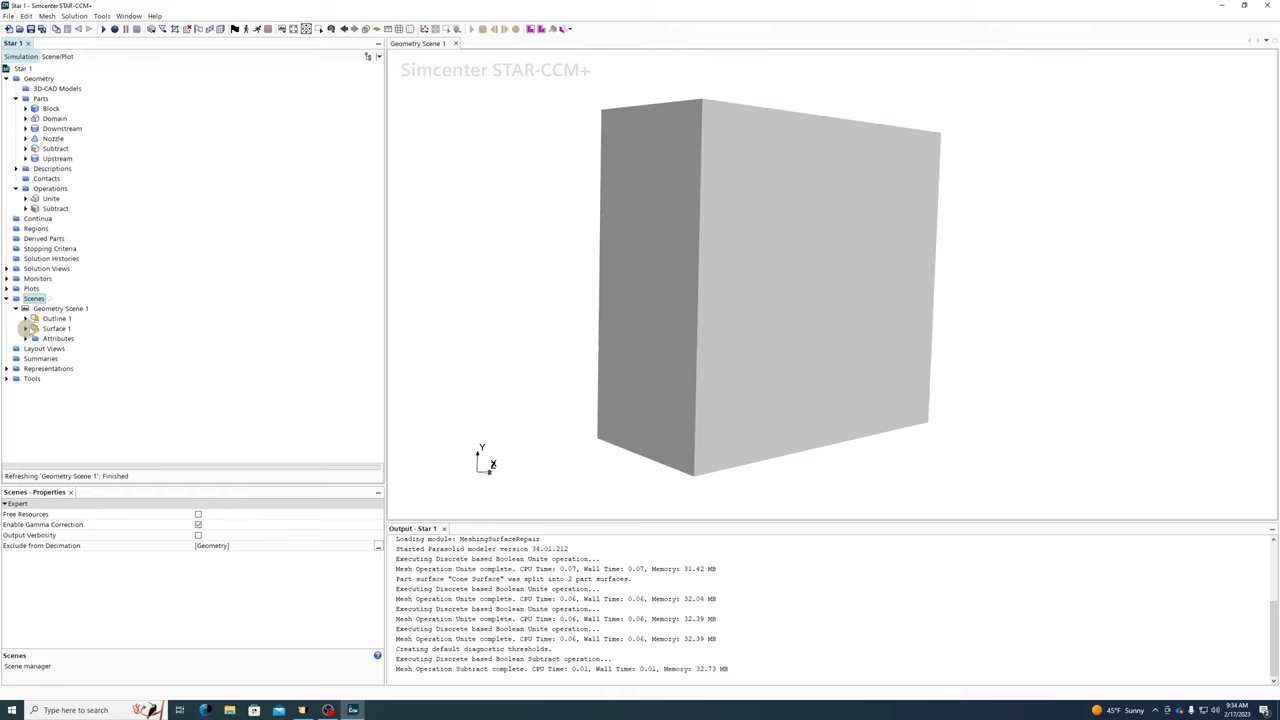 Star 1 - Simcenter STAR-CCM+
File Edit Mesh Solution Tools Window Help
Star 1
Simulation Scene/Plot
Star 1
Geometry
3D-CAD Models
Parts
Block
Domain
Downstream
Nozzle
Subtract
Upstream
Descriptions
Contacts
Operations
Unite
Subtract
Continua
Regions
Derived Parts
Stopping Criteria
Solution Histories
Solution Views
Monitors
Plots
Scenes
Geometry Scene 1
Outline 1
Surface 1
Attributes
Layout Views
Summaries
Representations
Tools
Refreshing 'Geometry Scene 1': Finished
Scenes - Properties
Expert
Free Resources
Enable Gamma Correction
Output Verbosity
Exclude from Decimation [Geometry]
Scenes
Scene manager
Geometry Scene 1
Simcenter STAR-CCM+
Y
X
Output - Star 1
Loading module: MeshingSurfaceRepair
Started Parasolid modeler version 34.01.212
Executing Discrete based Boolean Unite operation...
Mesh Operation Unite complete. CPU Time: 0.07, Wall Time: 0.07, Memory: 31.42 MB
Part surface "Cone Surface" was split into 2 part surfaces.
Executing Discrete based Boolean Unite operation...
Mesh Operation Unite complete. CPU Time: 0.06, Wall Time: 0.06, Memory: 32.04 MB
Executing Discrete based Boolean Unite operation...
Mesh Operation Unite complete. CPU Time: 0.06, Wall Time: 0.06, Memory: 32.39 MB
Executing Discrete based Boolean Unite operation...
Mesh Operation Unite complete. CPU Time: 0.06, Wall Time: 0.06, Memory: 32.39 MB
Creating default diagnostic thresholds.
Executing Discrete based Boolean Subtract operation...
Mesh Operation Subtract complete. CPU Time: 0.01, Wall Time: 0.01, Memory: 32.73 MB
Type here to search
45°F Sunny
9:34 AM
2/17/2023